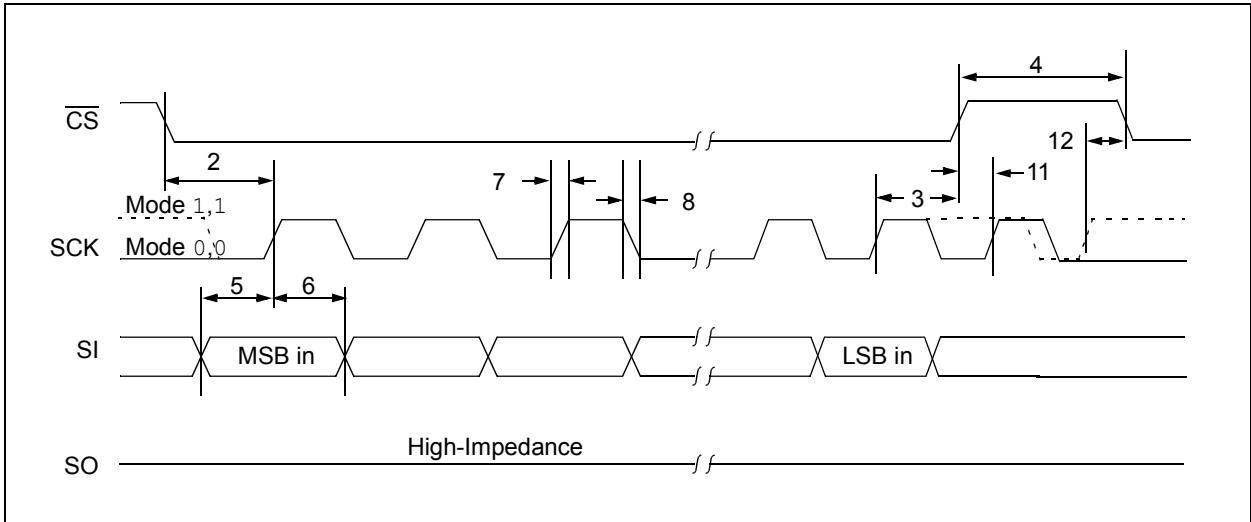 4
CS
12
2
7
11
8
3
Mode 1,1
SCK Mode 0,0
5 6
SI MSB in LSB in
High-Impedance
SO